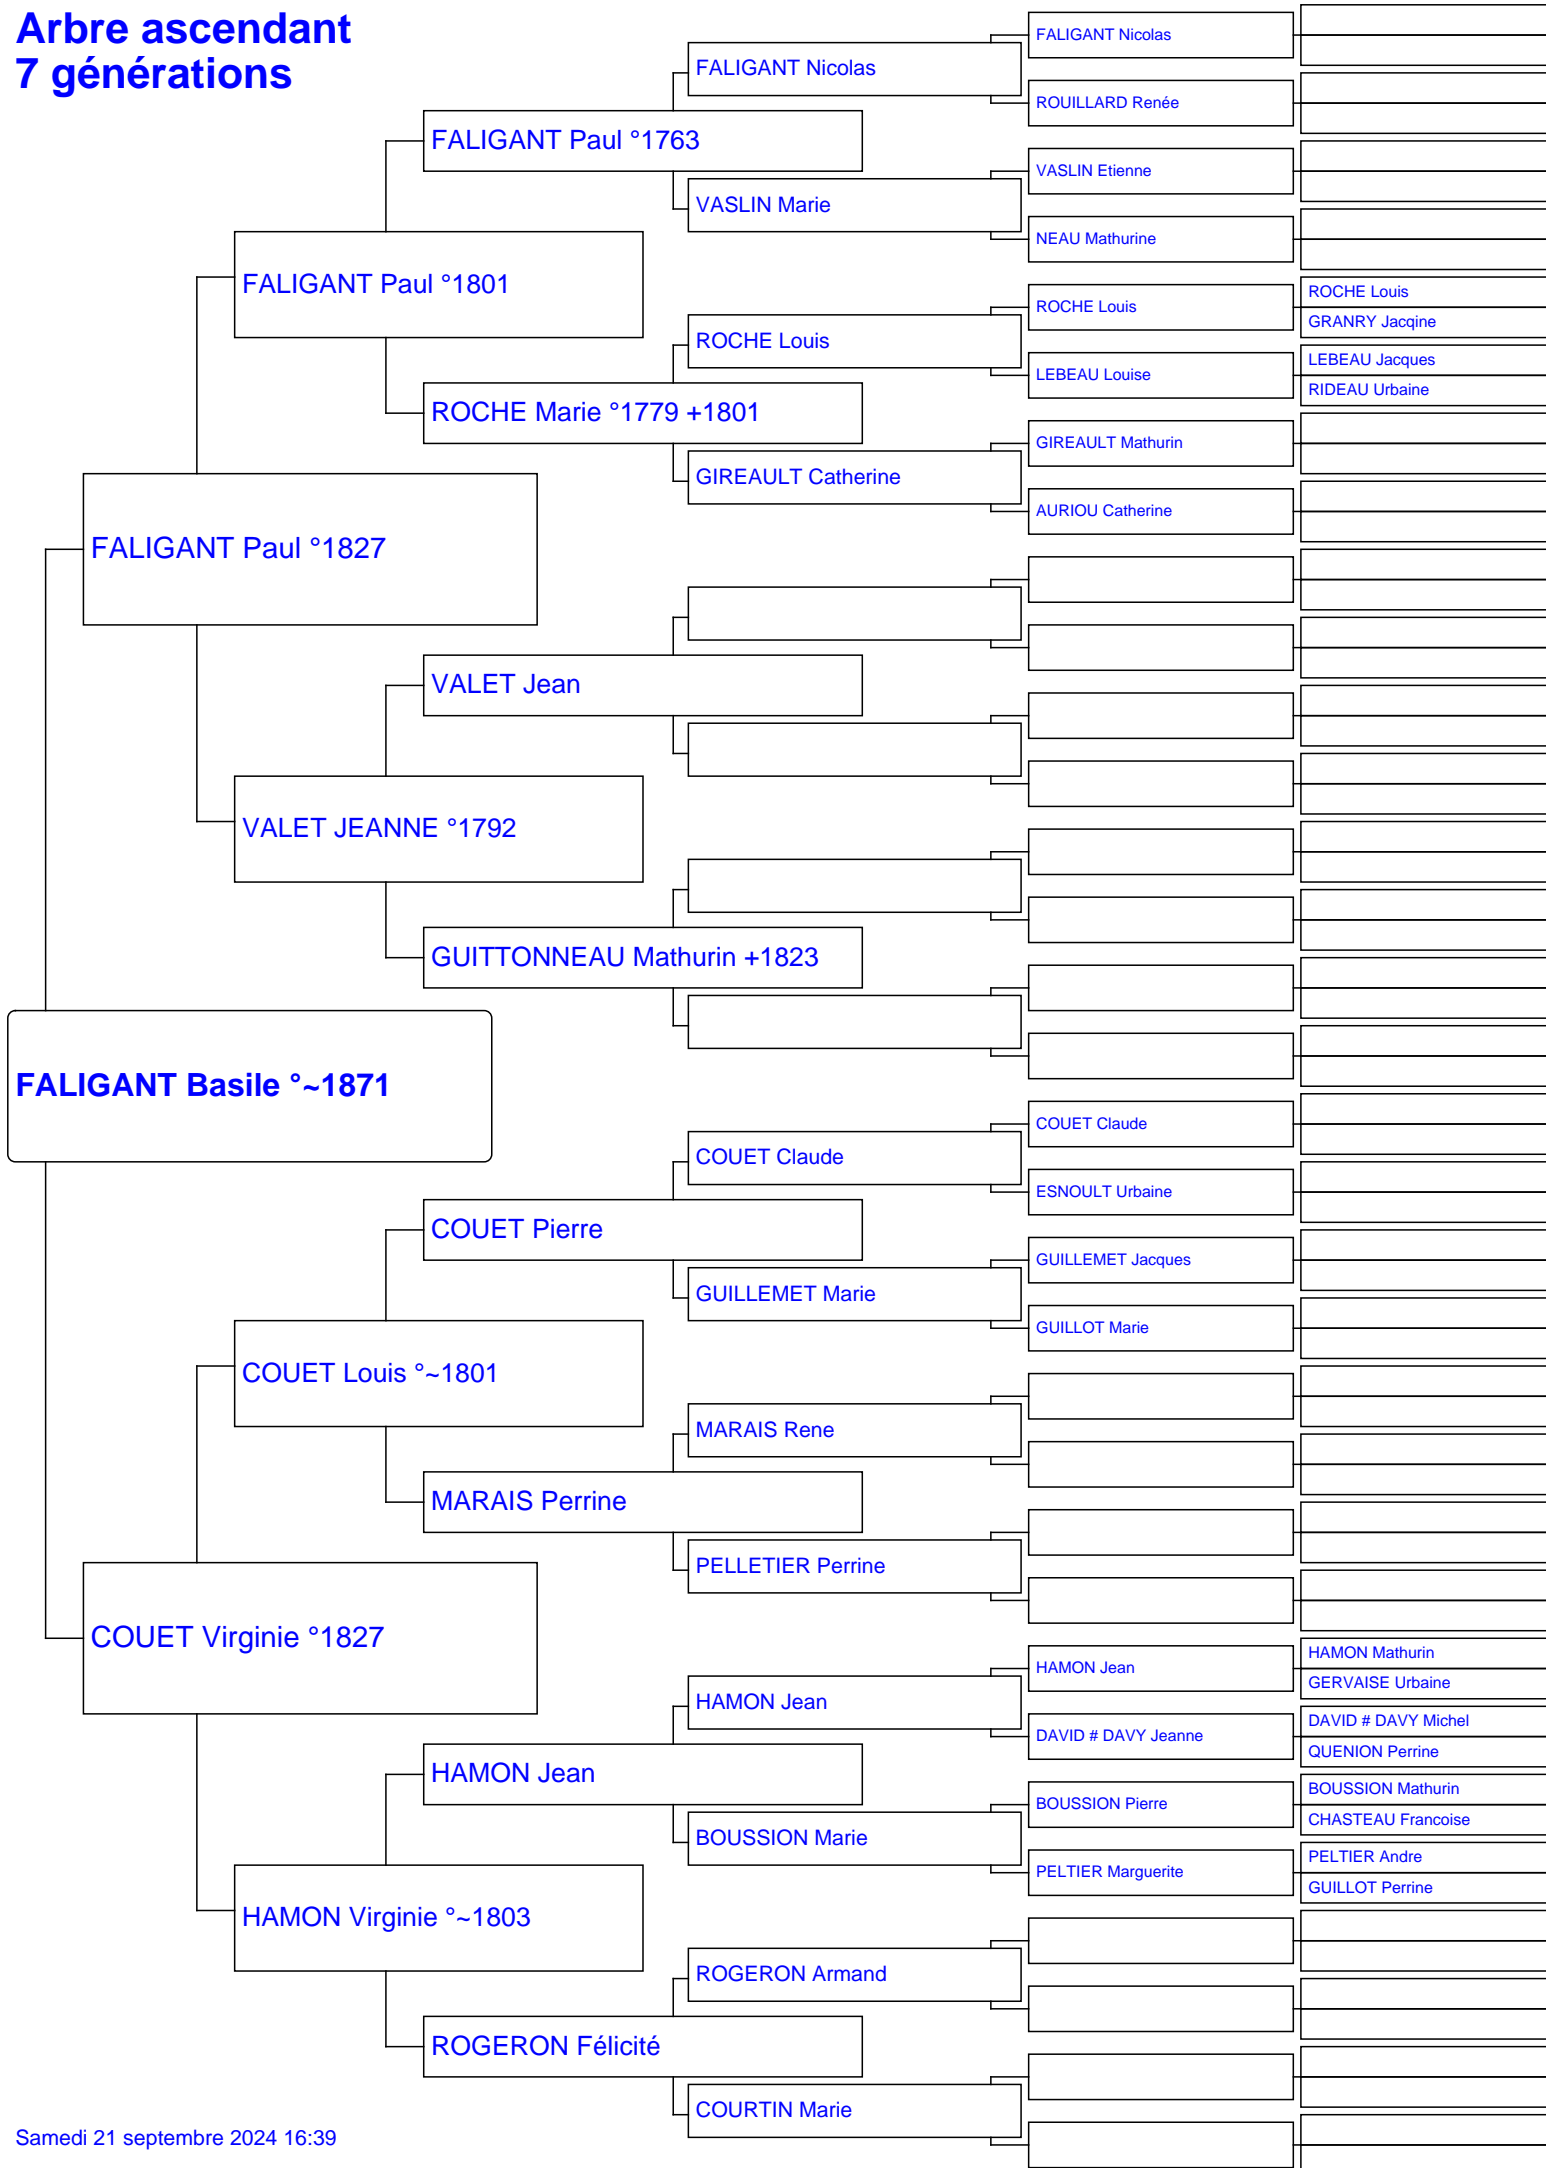 Arbre ascendant
7 générations
FALIGANT Basile °~1871
FALIGANT Paul °1827
COUET Virginie °1827
FALIGANT Paul °1801
VALET JEANNE °1792
COUET Louis °~1801
HAMON Virginie °~1803
FALIGANT Paul °1763
ROCHE Marie °1779 +1801
VALET Jean
GUITTONNEAU Mathurin +1823
COUET Pierre
MARAIS Perrine
HAMON Jean
ROGERON Félicité
FALIGANT Nicolas
VASLIN Marie
ROCHE Louis
GIREAULT Catherine
COUET Claude
GUILLEMET Marie
MARAIS Rene
PELLETIER Perrine
HAMON Jean
BOUSSION Marie
ROGERON Armand
COURTIN Marie
FALIGANT Nicolas
ROUILLARD Renée
VASLIN Etienne
NEAU Mathurine
ROCHE Louis
LEBEAU Louise
GIREAULT Mathurin
AURIOU Catherine
COUET Claude
ESNOULT Urbaine
GUILLEMET Jacques
GUILLOT Marie
HAMON Jean
DAVID # DAVY Jeanne
BOUSSION Pierre
PELTIER Marguerite
ROCHE Louis
GRANRY Jacqine
LEBEAU Jacques
RIDEAU Urbaine
HAMON Mathurin
GERVAISE Urbaine
DAVID # DAVY Michel
QUENION Perrine
BOUSSION Mathurin
CHASTEAU Francoise
PELTIER Andre
GUILLOT Perrine
Samedi 21 septembre 2024 16:39